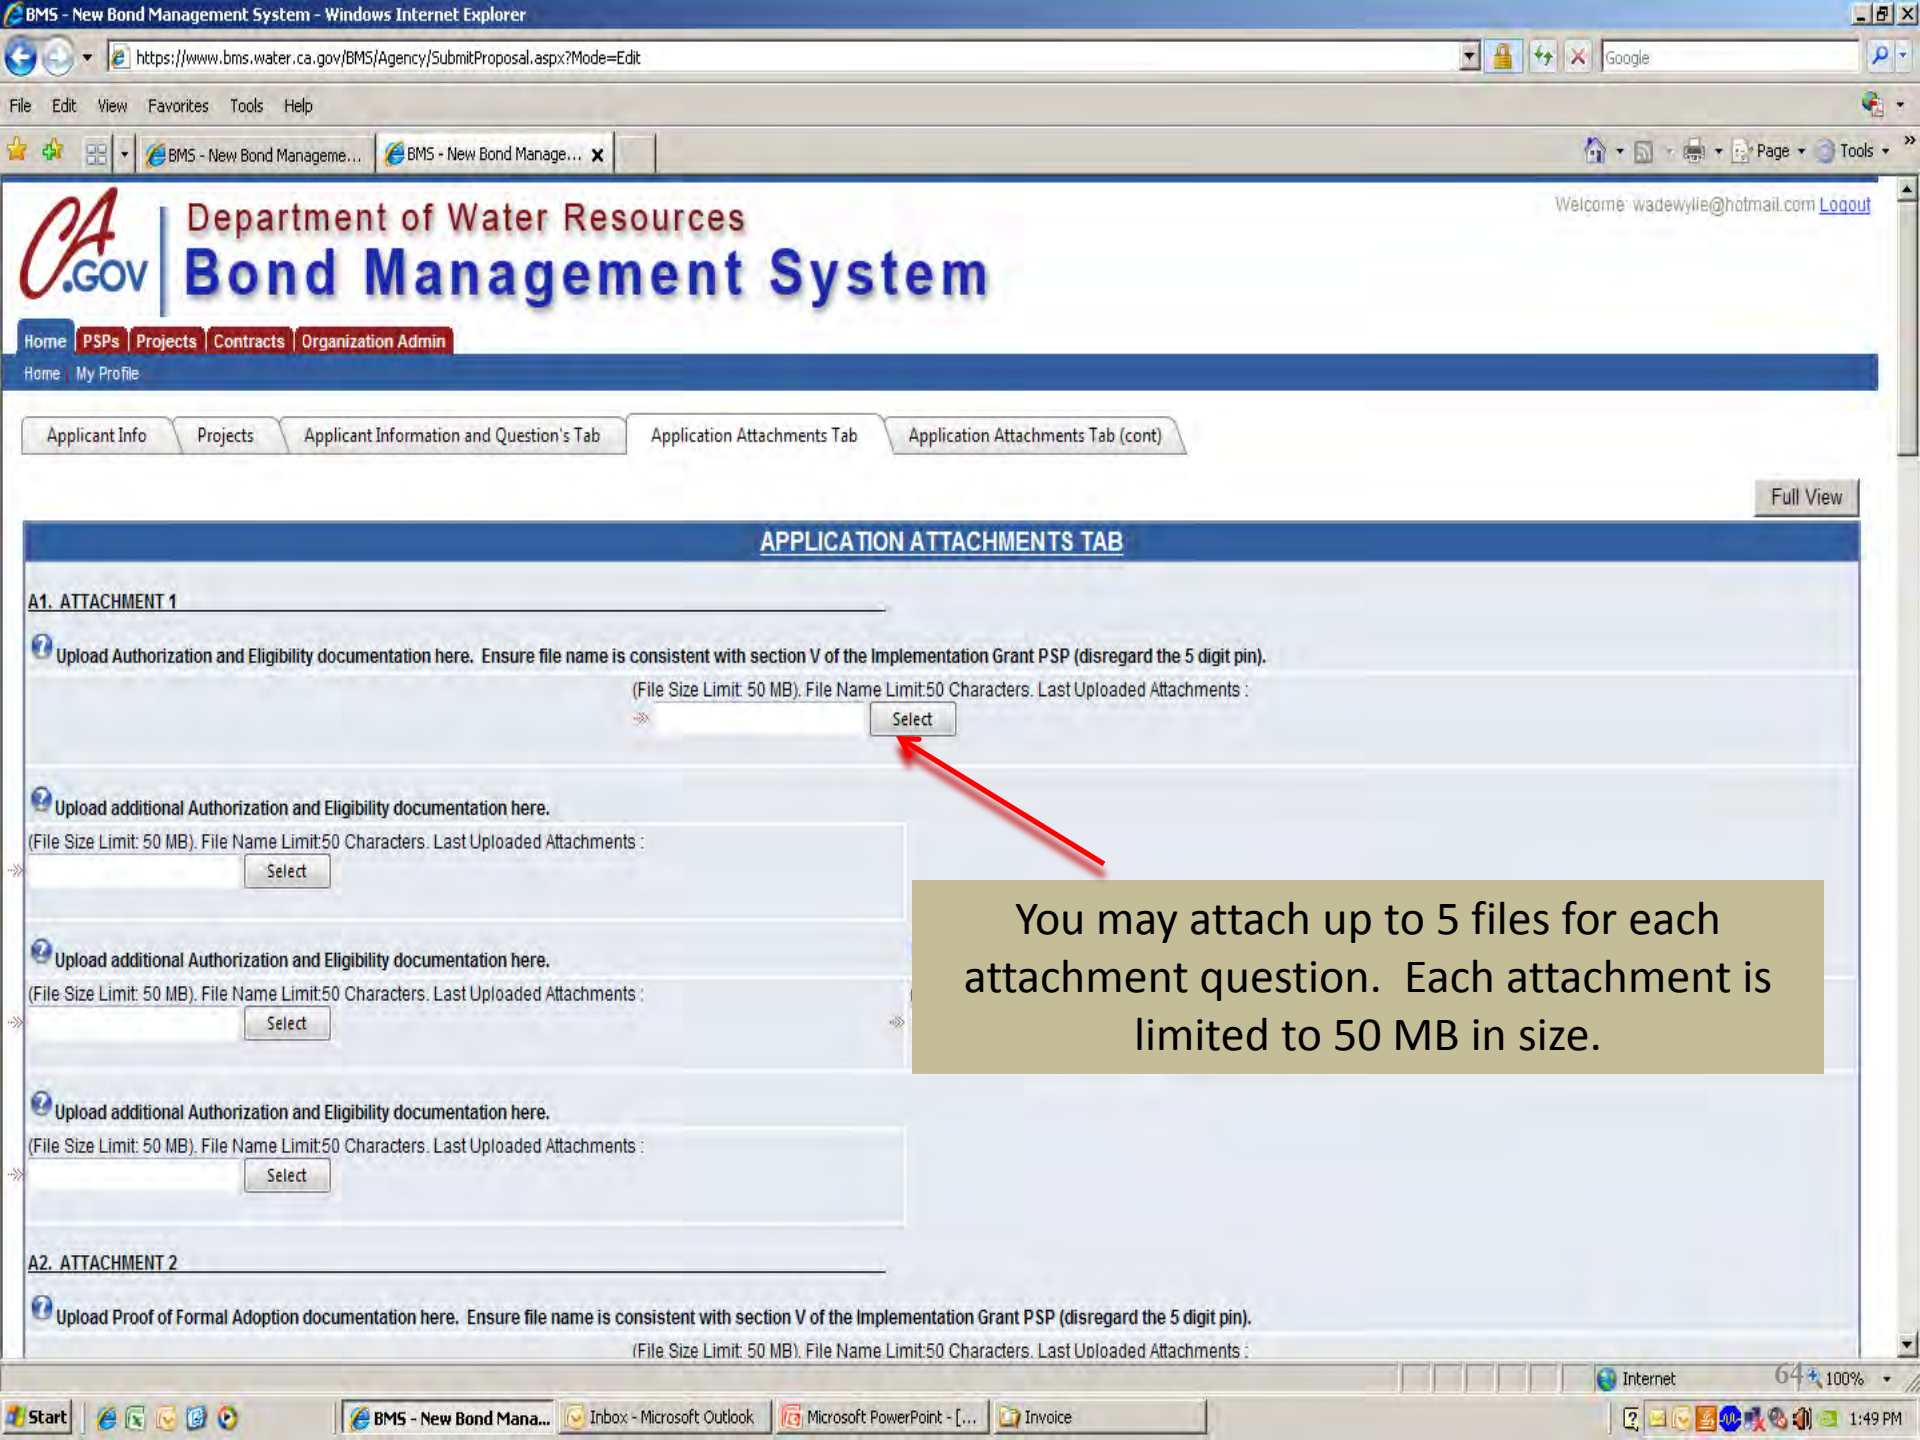 BMS - New Bond Management System - Windows Internet Explorer
https://www.bms.water.ca.gov/BMS/Agency/SubmitProposal.aspx?Mode=Edit
Google
File Edit View Favorites Tools Help
BMS - New Bond Manageme...
BMS - New Bond Manage...
Page
Tools
CA.GOV
Department of Water Resources
Bond Management System
Welcome wadewylie@hotmail.com Logout
Home PSPs Projects Contracts Organization Admin
Home My Profile
Applicant Info
Projects
Applicant Information and Question's Tab
Application Attachments Tab
Application Attachments Tab (cont)
Full View
APPLICATION ATTACHMENTS TAB
A1. ATTACHMENT 1
Upload Authorization and Eligibility documentation here. Ensure file name is consistent with section V of the Implementation Grant PSP (disregard the 5 digit pin).
(File Size Limit: 50 MB). File Name Limit:50 Characters. Last Uploaded Attachments :
Select
Upload additional Authorization and Eligibility documentation here.
(File Size Limit: 50 MB). File Name Limit:50 Characters. Last Uploaded Attachments :
Select
You may attach up to 5 files for each
attachment question. Each attachment is
limited to 50 MB in size.
Upload additional Authorization and Eligibility documentation here.
(File Size Limit: 50 MB). File Name Limit:50 Characters. Last Uploaded Attachments :
Select
Upload additional Authorization and Eligibility documentation here.
(File Size Limit: 50 MB). File Name Limit:50 Characters. Last Uploaded Attachments :
Select
A2. ATTACHMENT 2
Upload Proof of Formal Adoption documentation here. Ensure file name is consistent with section V of the Implementation Grant PSP (disregard the 5 digit pin).
(File Size Limit: 50 MB). File Name Limit:50 Characters. Last Uploaded Attachments :
Internet
64
100%
Start
BMS - New Bond Mana...
Inbox - Microsoft Outlook
Microsoft PowerPoint - [...
Invoice
1:49 PM